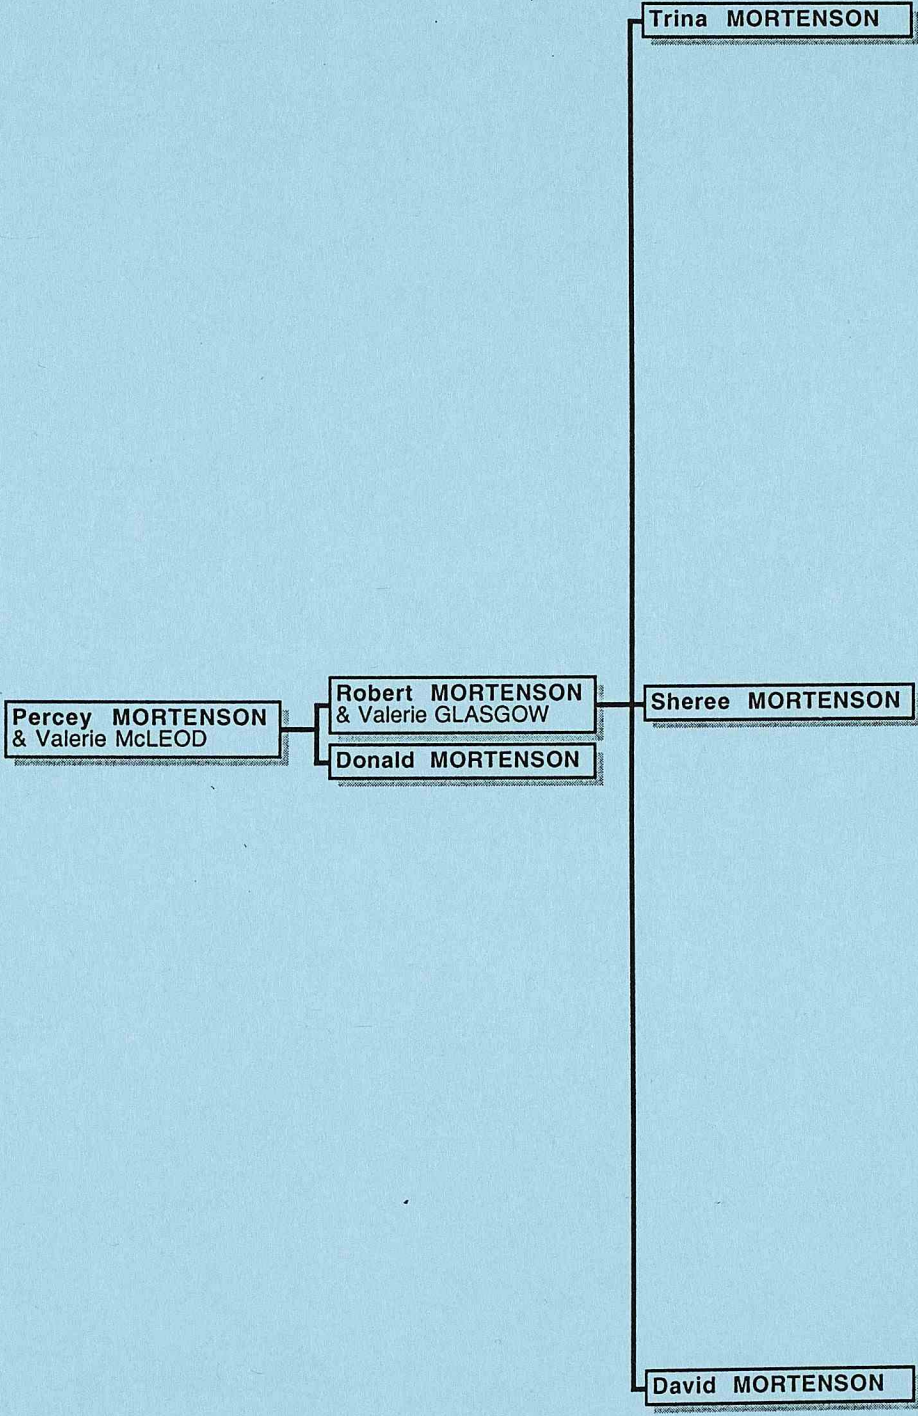 Trina MORTENSON
Robert MORTENSON
& Valerie GLASGOW
Sheree MORTENSON
Percey MORTENSON
& Valerie McLEOD
Donald MORTENSON
David MORTENSON